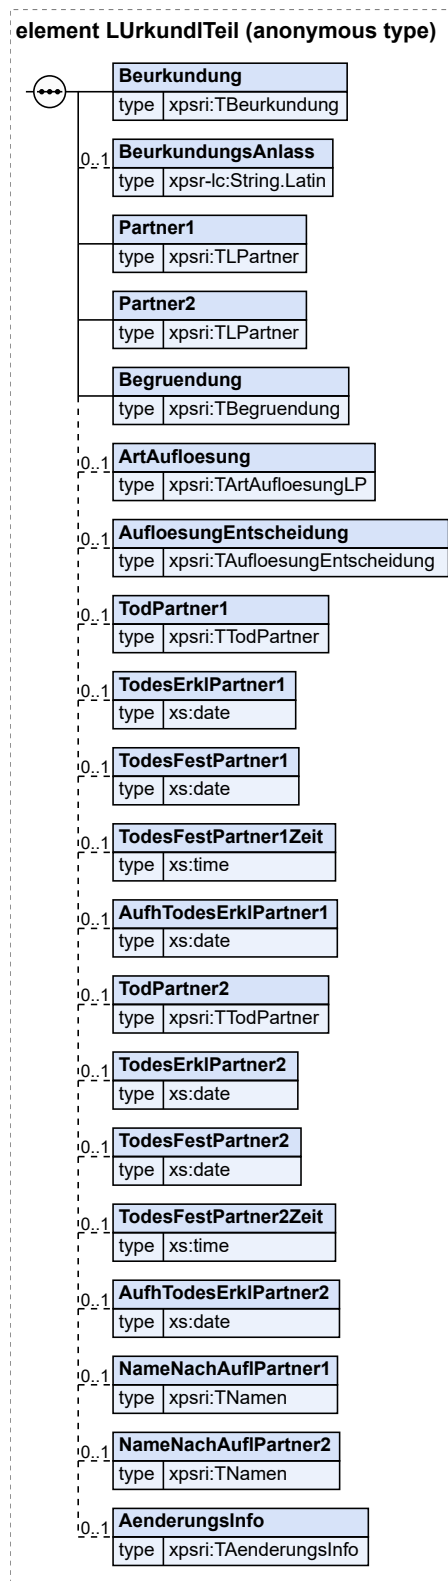 element LUrkundlTeil (anonymous type)
Beurkundung
type xpsri:TBeurkundung
0..1 BeurkundungsAnlass
type xpsr-lc:String.Latin
Partner1
type xpsri:TLPartner
Partner2
type xpsri:TLPartner
Begruendung
type xpsri:TBegruendung
0..1 ArtAufloesung
type xpsri:TArtAufloesungLP
0..1 AufloesungEntscheidung
type xpsri:TAufloesungEntscheidung
0..1 TodPartner1
type xpsri:TTodPartner
0..1 TodesErklPartner1
type xs:date
0..1 TodesFestPartner1
type xs:date
0..1 TodesFestPartner1Zeit
type xs:time
0..1 AufhTodesErklPartner1
type xs:date
0..1 TodPartner2
type xpsri:TTodPartner
0..1 TodesErklPartner2
type xs:date
0..1 TodesFestPartner2
type xs:date
0..1 TodesFestPartner2Zeit
type xs:time
0..1 AufhTodesErklPartner2
type xs:date
0..1 NameNachAuflPartner1
type xpsri:TNamen
0..1 NameNachAuflPartner2
type xpsri:TNamen
0..1 AenderungsInfo
type xpsri:TAenderungsInfo